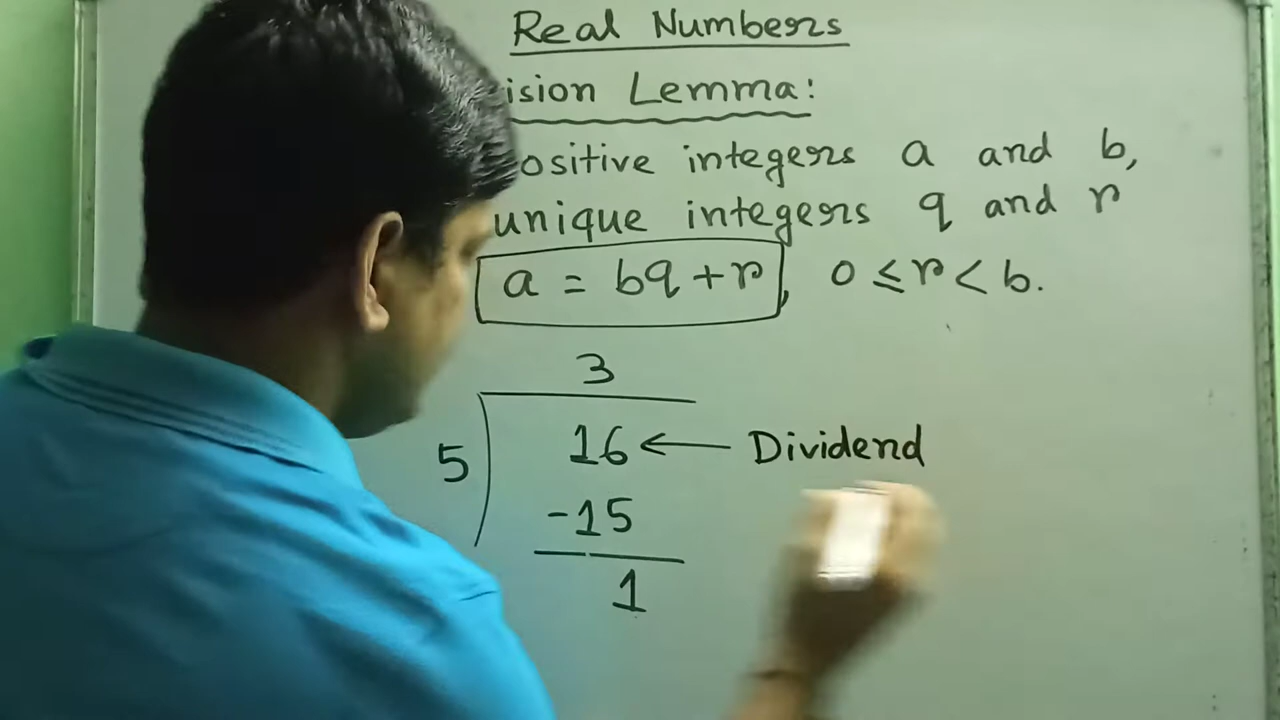 Real Numbers
ision Lemma:
ositive integers a and b,
unique integers q and r
a = bq + r, 0 ≤ r < b.
3
5 16 ← Dividend
-15
1